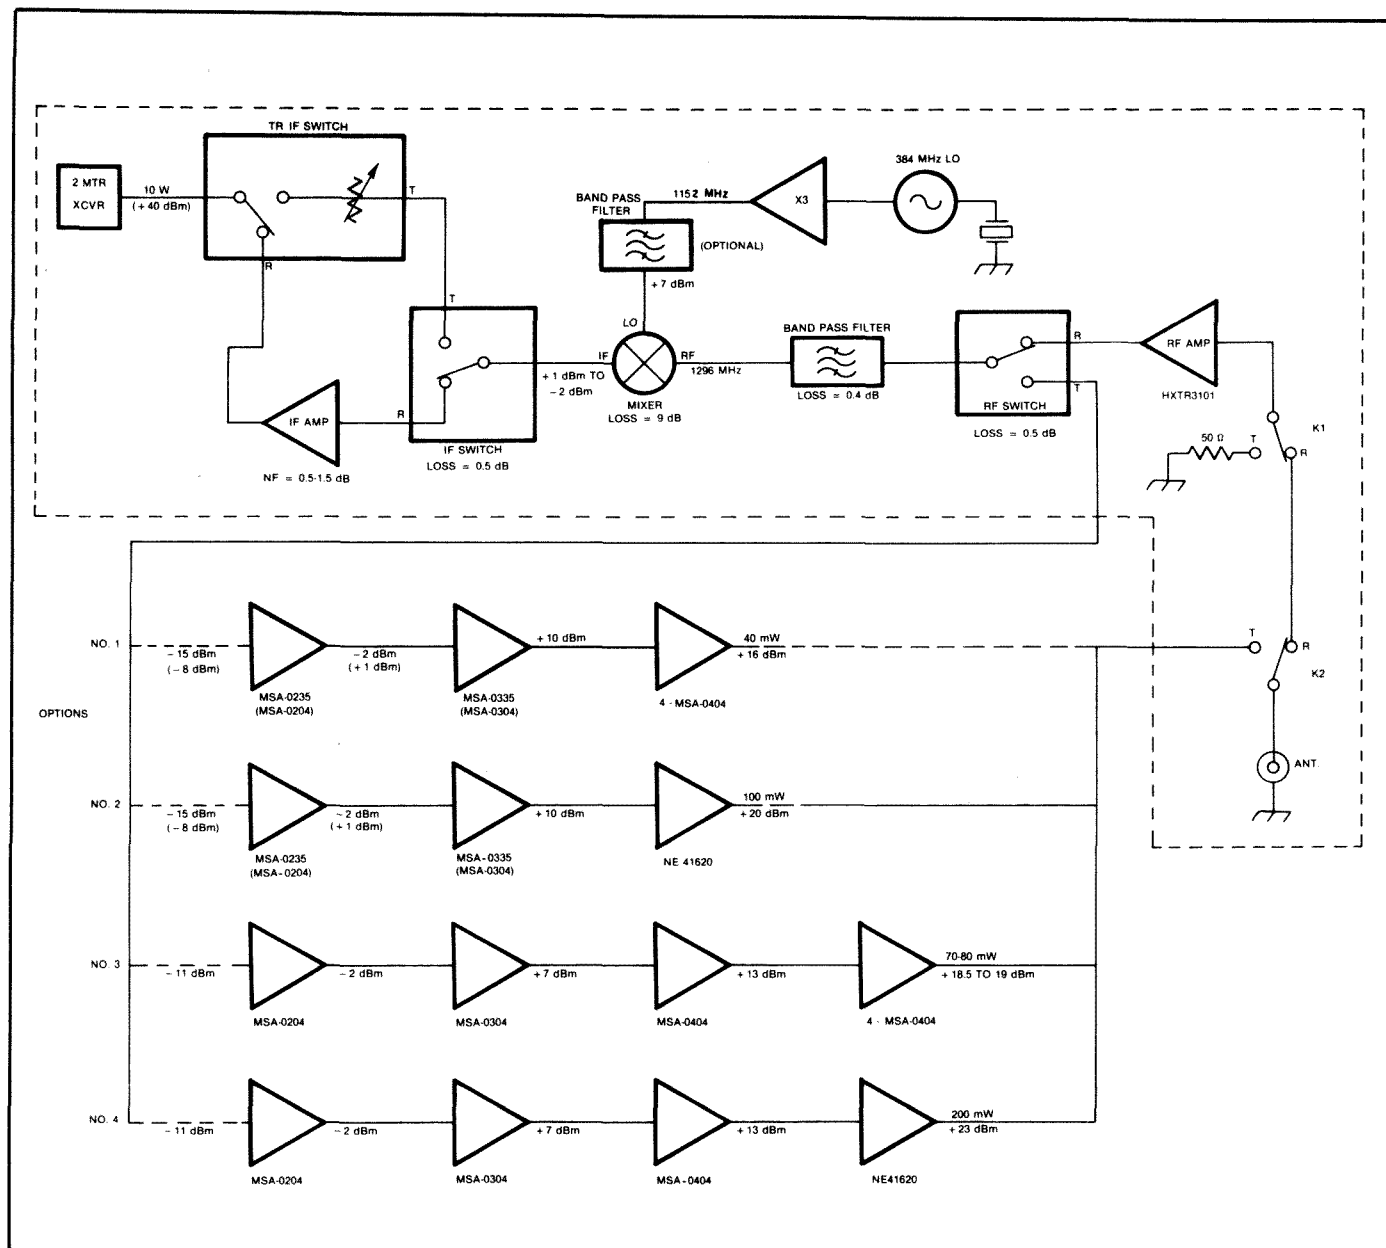 TR IF SWITCH
2 MTR
XCVR
10 W
(+ 40 dBm)
T
R
BAND PASS
FILTER
(OPTIONAL)
1152 MHz
X3
384 MHz LO
+ 7 dBm
T
LO
IF
RF
1296 MHz
+ 1 dBm TO
− 2 dBm
MIXER
LOSS = 9 dB
BAND PASS FILTER
LOSS = 0.4 dB
R
T
RF SWITCH
LOSS = 0.5 dB
RF AMP
HXTR3101
IF AMP
NF = 0.5-1.5 dB
R
IF SWITCH
LOSS = 0.5 dB
50 Ω
T
R
K1
OPTIONS
NO. 1
− 15 dBm
(− 8 dBm)
MSA-0235
(MSA-0204)
− 2 dBm
(+ 1 dBm)
MSA-0335
(MSA-0304)
+ 10 dBm
4 - MSA-0404
40 mW
+ 16 dBm
T
R
K2
ANT.
NO. 2
− 15 dBm
(− 8 dBm)
MSA-0235
(MSA-0204)
− 2 dBm
(+ 1 dBm)
MSA-0335
(MSA-0304)
+ 10 dBm
NE 41620
100 mW
+ 20 dBm
NO. 3
− 11 dBm
MSA-0204
− 2 dBm
MSA-0304
+ 7 dBm
MSA-0404
+ 13 dBm
4 - MSA-0404
70-80 mW
+ 18.5 TO 19 dBm
NO. 4
− 11 dBm
MSA-0204
− 2 dBm
MSA-0304
+ 7 dBm
MSA-0404
+ 13 dBm
NE41620
200 mW
+ 23 dBm